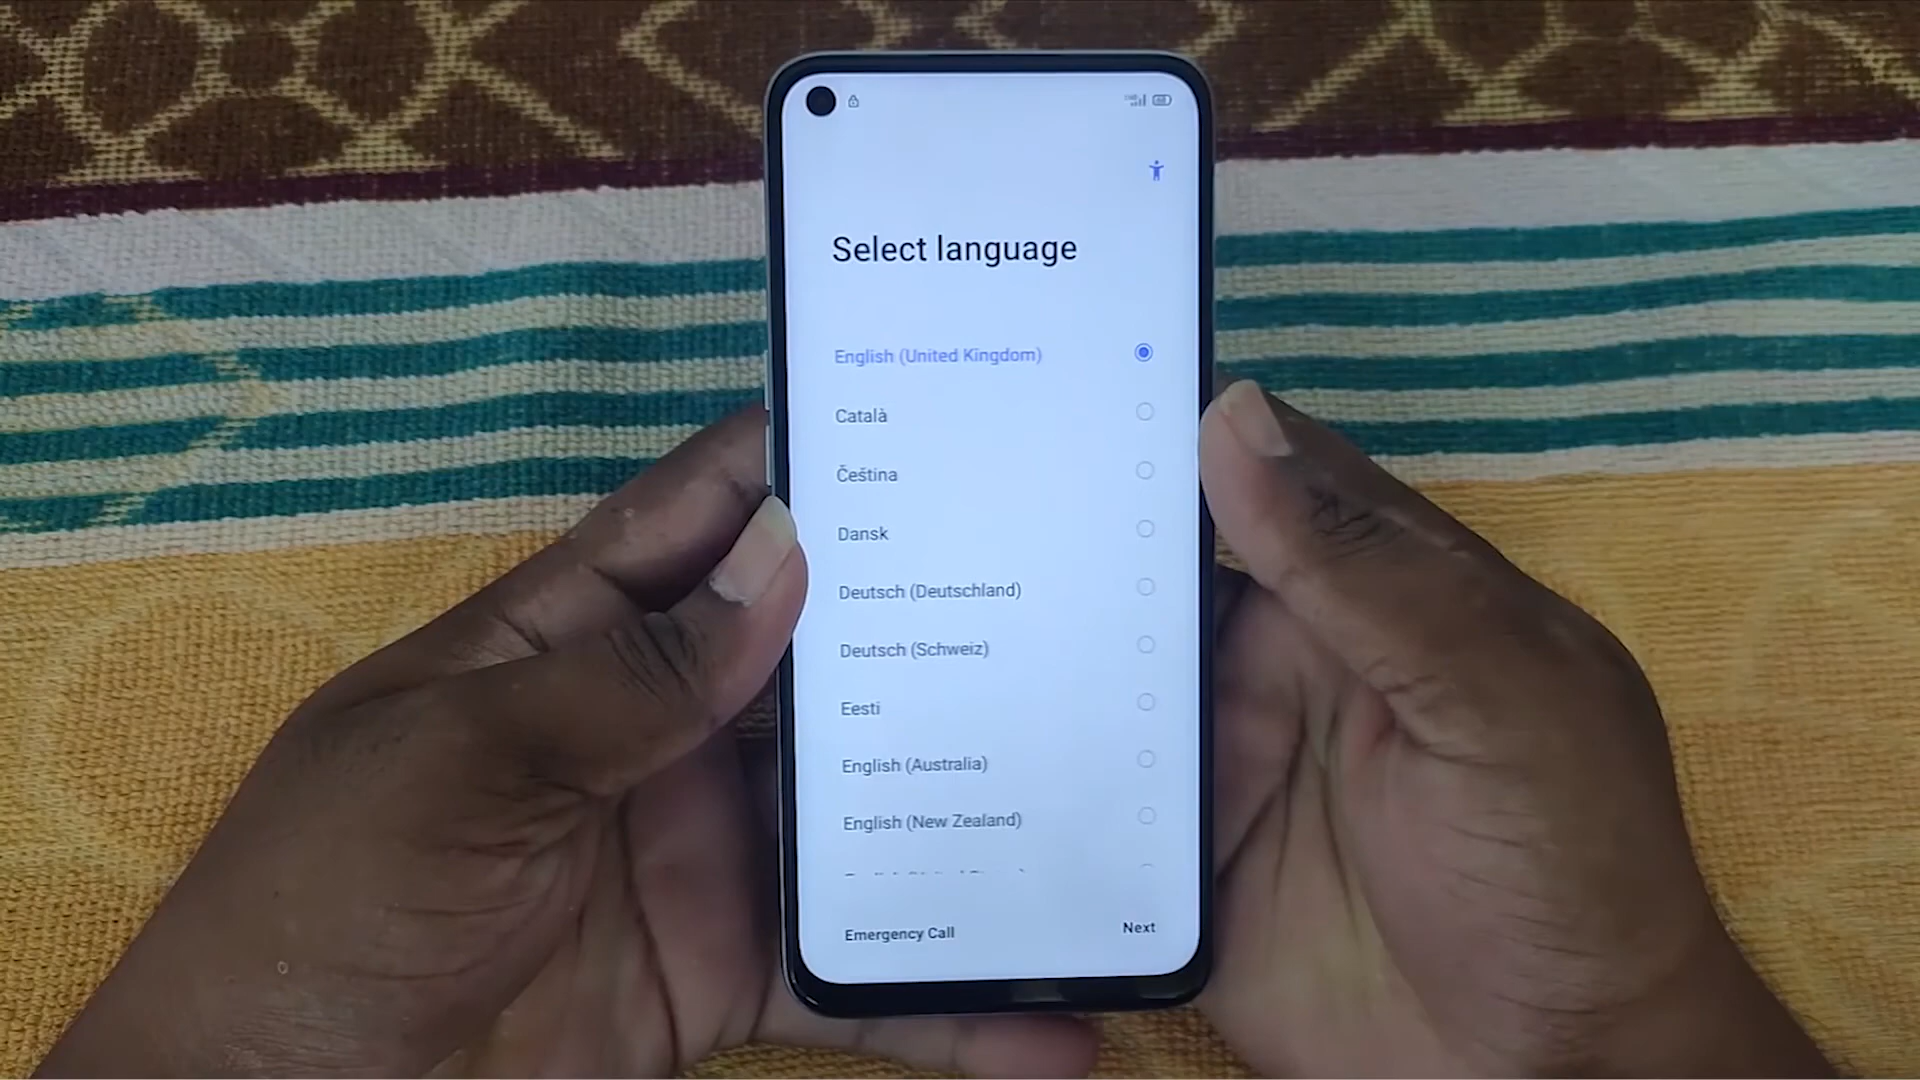 Select language
English (United Kingdom)
Català
Čeština
Dansk
Deutsch (Deutschland)
Deutsch (Schweiz)
Eesti
English (Australia)
English (New Zealand)
Emergency Call
Next